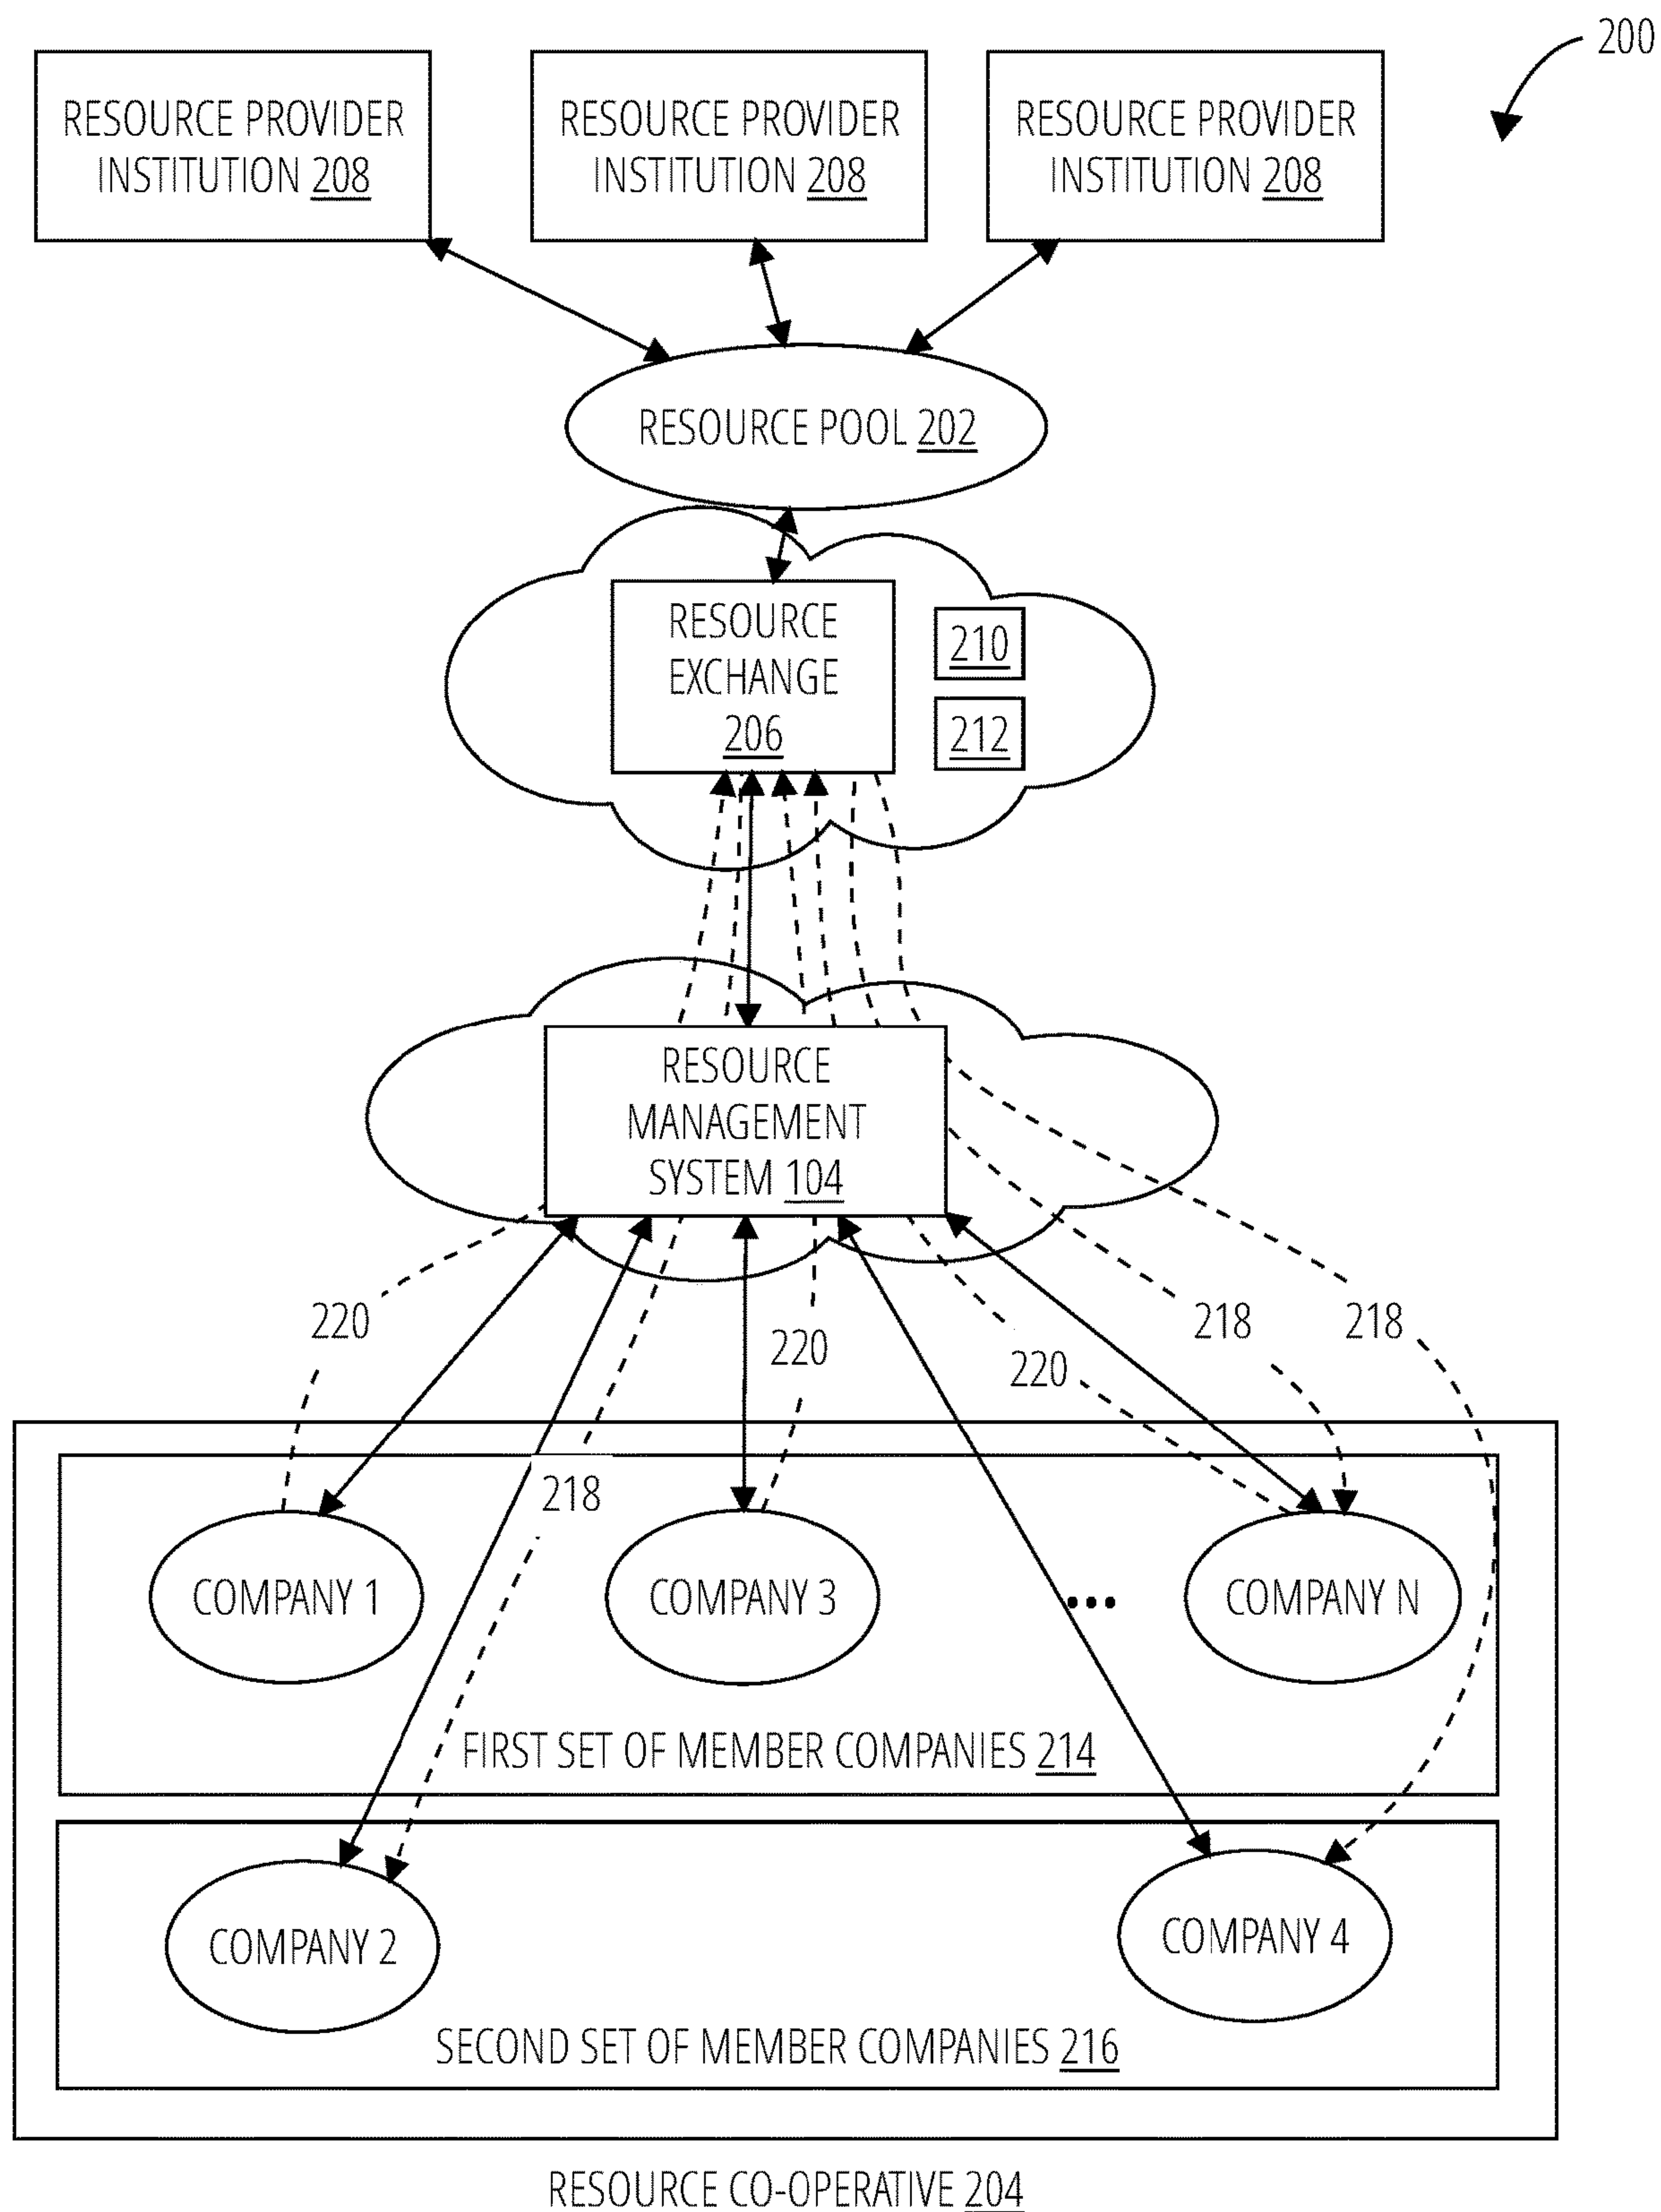 200
RESOURCE PROVIDER
INSTITUTION 208
RESOURCE PROVIDER
INSTITUTION 208
RESOURCE PROVIDER
INSTITUTION 208
RESOURCE POOL 202
RESOURCE
EXCHANGE
206
210
212
RESOURCE
MANAGEMENT
SYSTEM 104
220
220
220
218
218
218
COMPANY 1
COMPANY 3
...
COMPANY N
FIRST SET OF MEMBER COMPANIES 214
COMPANY 2
COMPANY 4
SECOND SET OF MEMBER COMPANIES 216
RESOURCE CO-OPERATIVE 204